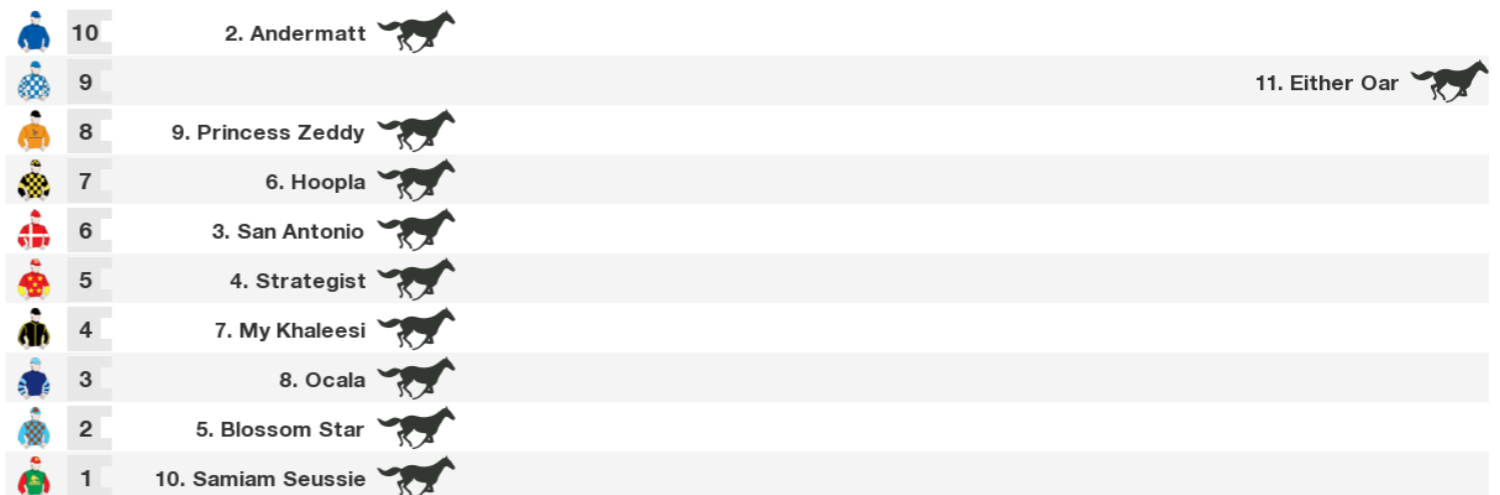 10 2. Andermatt
9 11. Either Oar
8 9. Princess Zeddy
7 6. Hoopla
6 3. San Antonio
5 4. Strategist
4 7. My Khaleesi
3 8. Ocala
2 5. Blossom Star
1 10. Samiam Seussie